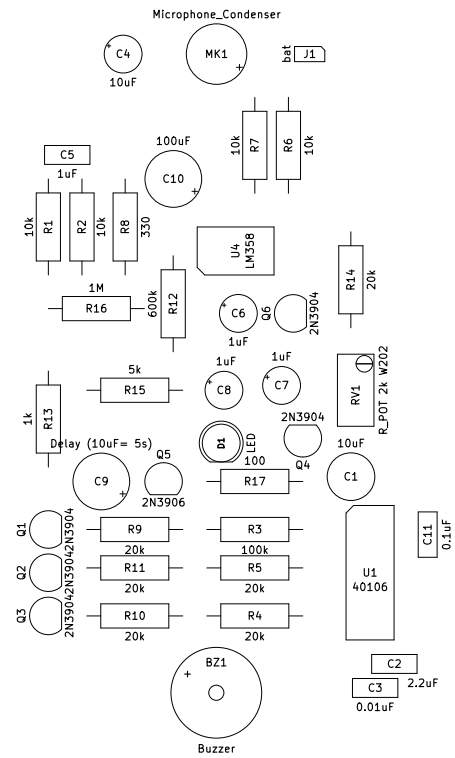 Microphone_Condenser
C4
10uF
MK1
bat
J1
R7
10k
R6
10k
C5
1uF
100uF
C10
R1
10k
R2
10k
R8
330
U4
LM358
R14
20k
1M
R16
R12
600k
C6
1uF
Q6
2N3904
5k
R15
1uF
C8
1uF
C7
RV1
R_POT 2k W202
R13
1k
Delay (10uF= 5s)
C9
Q5
2N3906
D1
LED
2N3904
Q4
100
R17
10uF
C1
Q1
2N3904
R9
20k
R3
100k
C11
0.1uF
Q2
2N3904
R11
20k
R5
20k
U1
40106
Q3
2N3904
R10
20k
R4
20k
C2
2.2uF
C3
0.01uF
BZ1
Buzzer